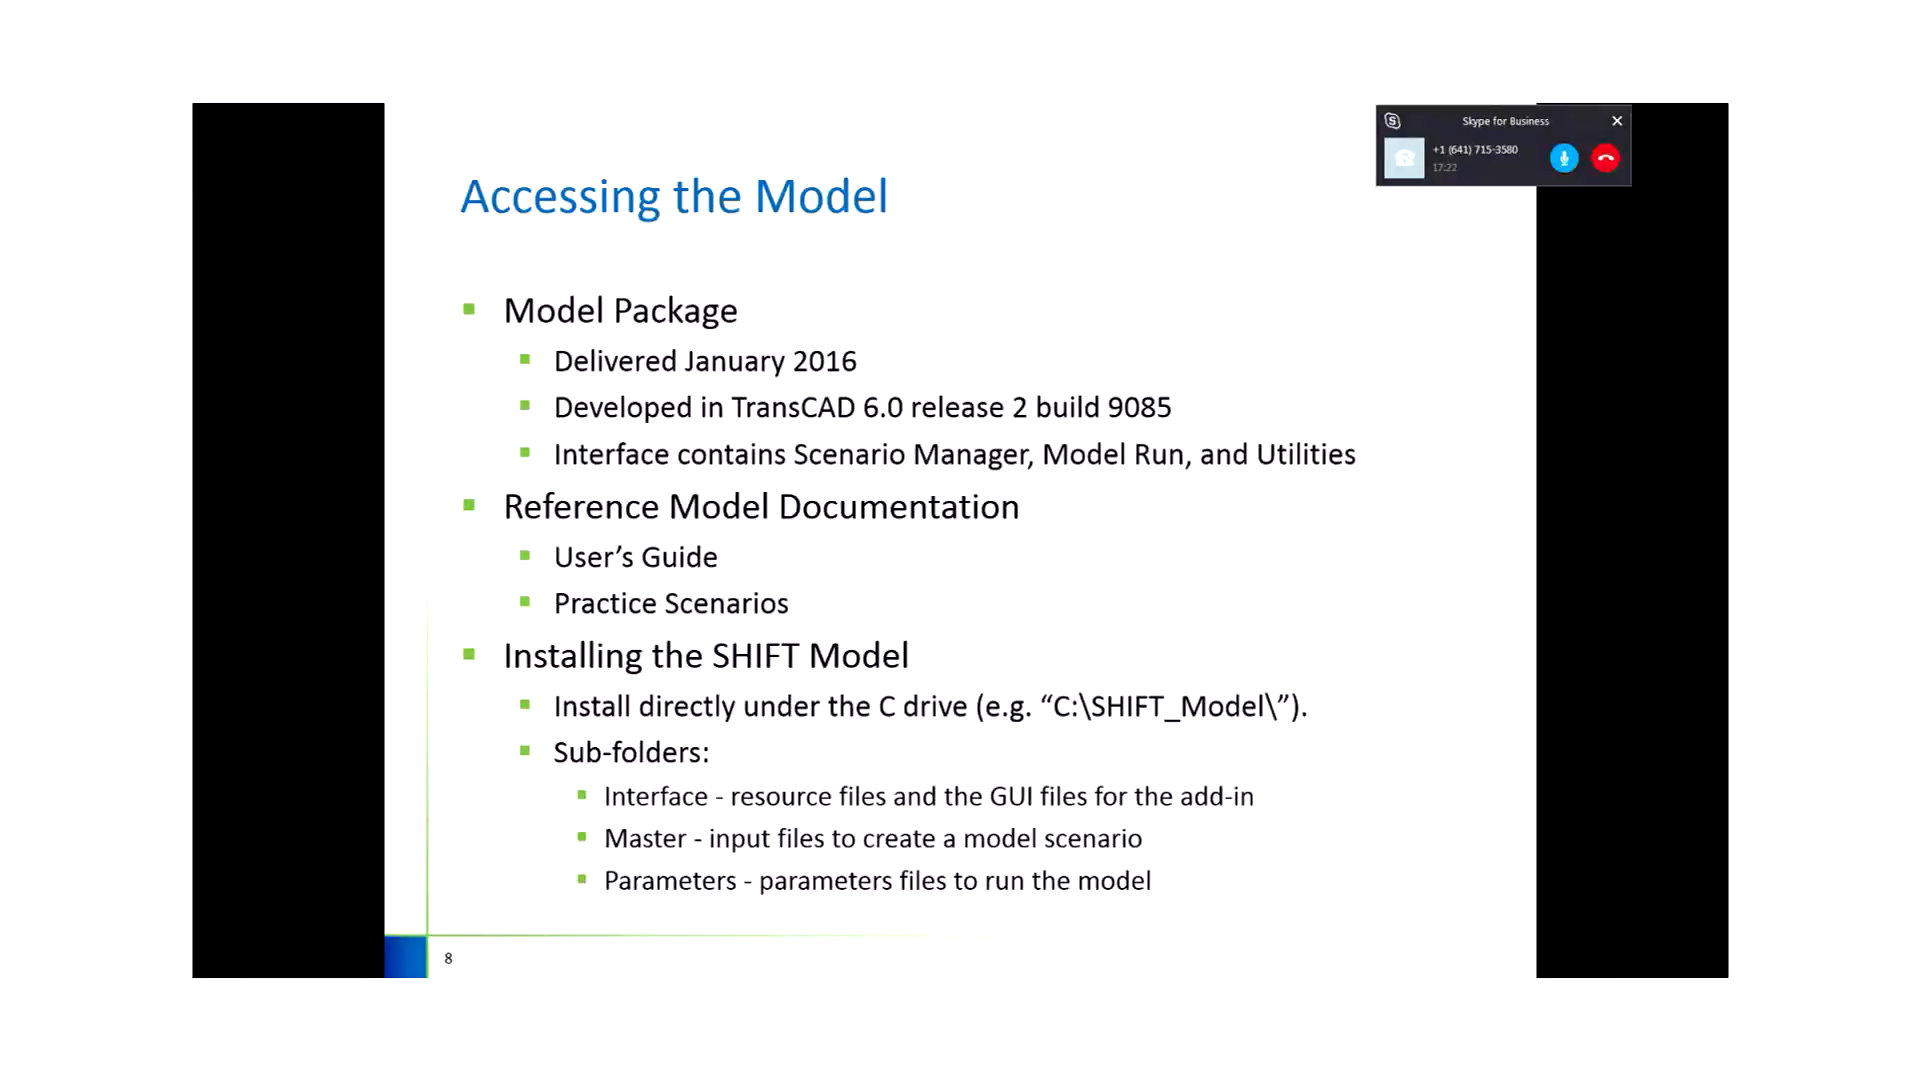 Skype for Business
+1 (641) 715-3580
17:22
Accessing the Model
Model Package
Delivered January 2016
Developed in TransCAD 6.0 release 2 build 9085
Interface contains Scenario Manager, Model Run, and Utilities
Reference Model Documentation
User’s Guide
Practice Scenarios
Installing the SHIFT Model
Install directly under the C drive (e.g. “C:\SHIFT_Model\”).
Sub-folders:
Interface - resource files and the GUI files for the add-in
Master - input files to create a model scenario
Parameters - parameters files to run the model
8